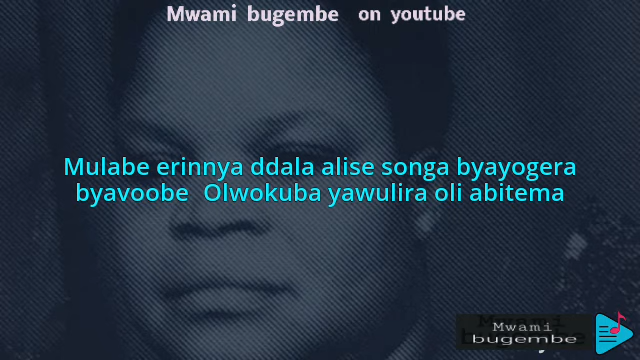 Mwami bugembe on youtube
Mulabe erinnya ddala alise songa byayogera
byavoobe Olwokuba yawulira oli abitema
Mwami
bugembe